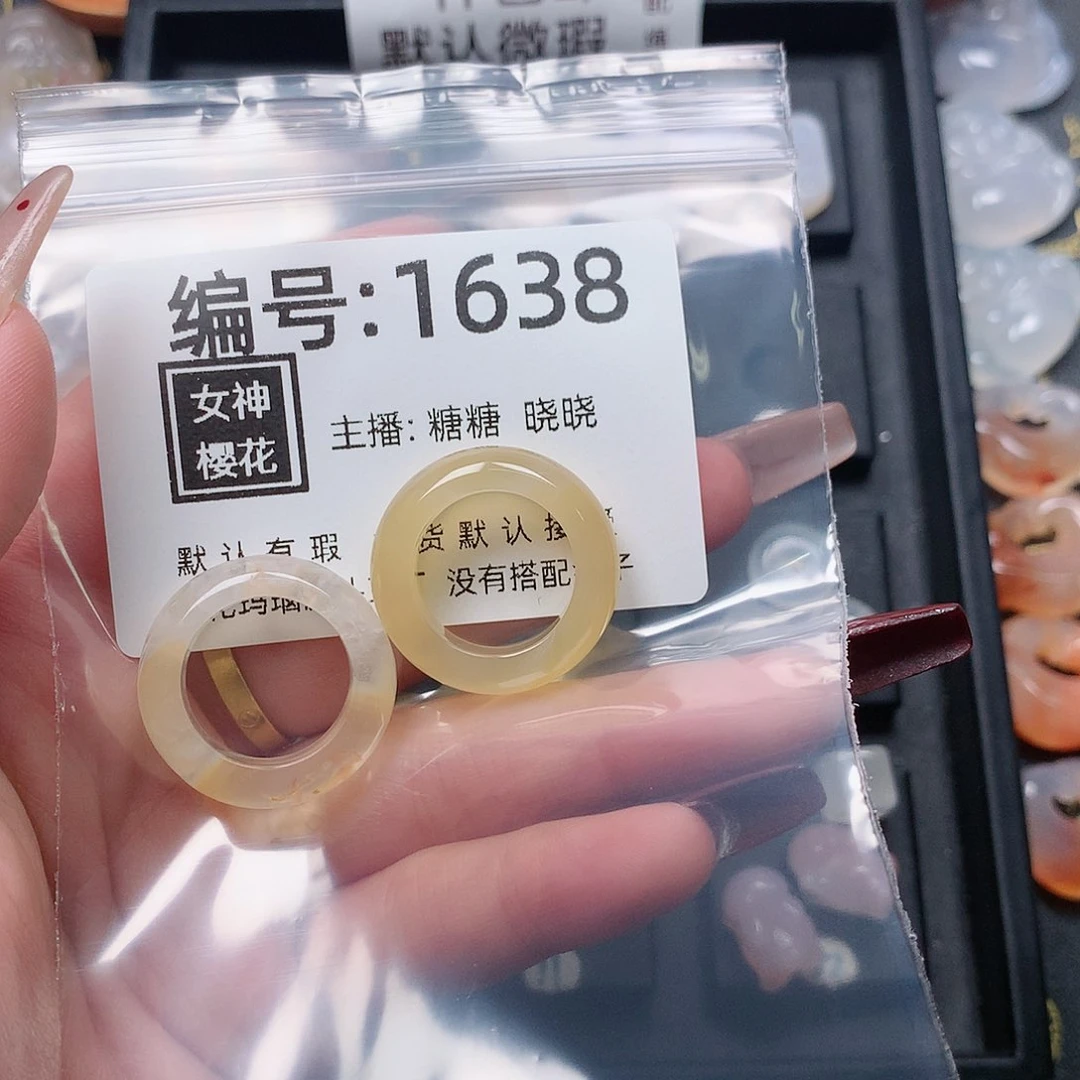 默认微瑕
编号:1638
女神
樱花
主播: 糖糖 晓晓
默认有瑕 货默认接
没有搭配